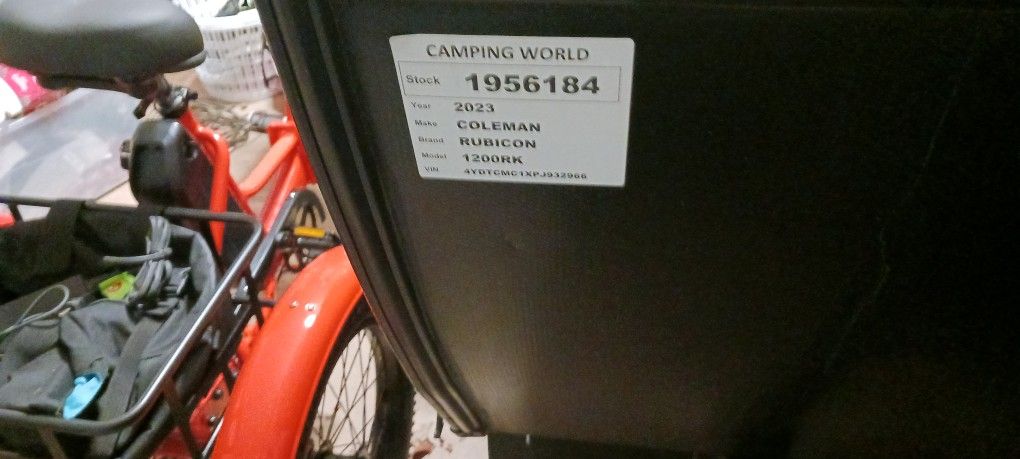 CAMPING WORLD
Stock 1956184
Year 2023
Make COLEMAN
Brand RUBICON
Model 1200RK
VIN 4YDTCMC1XPJ932966